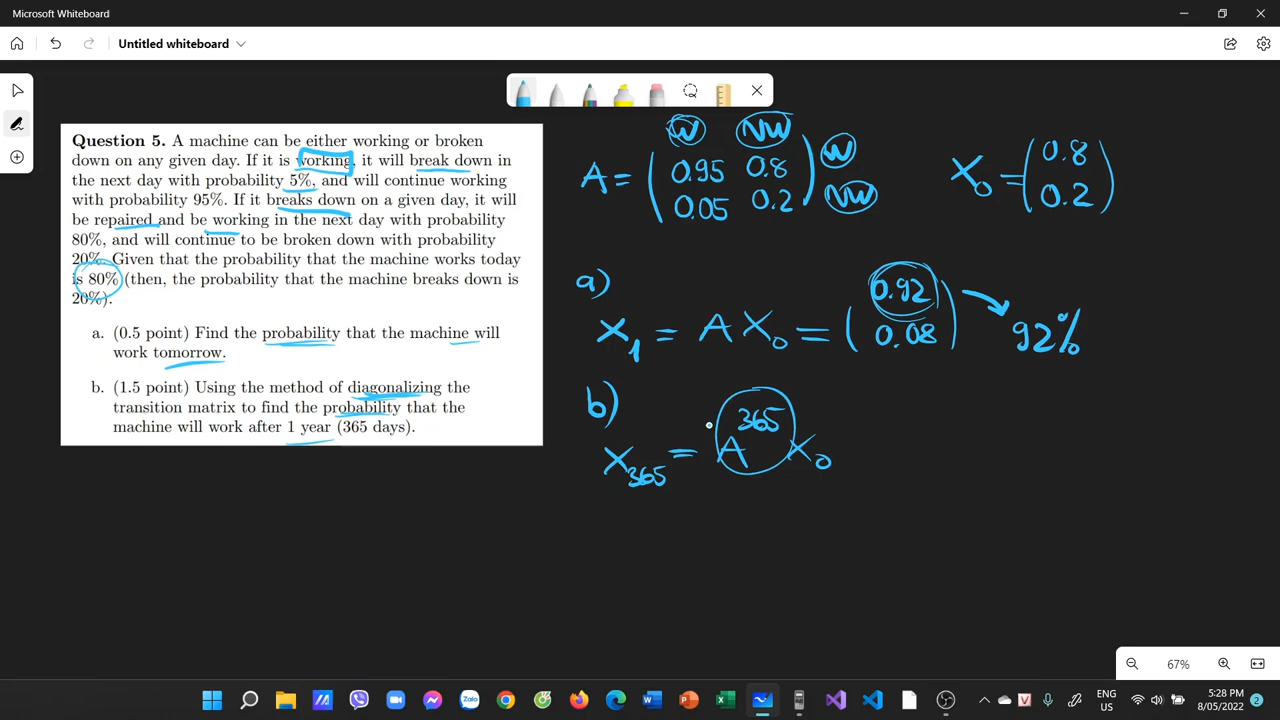 Microsoft Whiteboard
Untitled whiteboard
Question 5. A machine can be either working or broken
down on any given day. If it is working, it will break down in
the next day with probability 5%, and will continue working
with probability 95%. If it breaks down on a given day, it will
be repaired and be working in the next day with probability
80%, and will continue to be broken down with probability
20%. Given that the probability that the machine works today
is 80% (then, the probability that the machine breaks down is
20%).
a. (0.5 point) Find the probability that the machine will
work tomorrow.
b. (1.5 point) Using the method of diagonalizing the
transition matrix to find the probability that the
machine will work after 1 year (365 days).
W NW
A = ( 0.95 0.8 ) W
0.05 0.2 NW
X0 = ( 0.8 )
0.2
a)
X1 = A X0 = ( 0.92 ) 92%
0.08
b)
X365 = A^365 X0
67%
Zalo
ENG
US
5:28 PM
8/05/2022
2